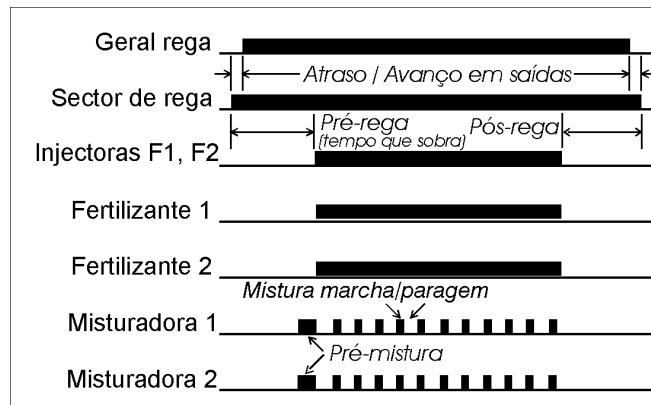 Geral rega
Atraso / Avanço em saídas
Sector de rega
Pré-rega
(tempo que sobra)
Pós-rega
Injectoras F1, F2
Fertilizante 1
Fertilizante 2
Mistura marcha/paragem
Misturadora 1
Pré-mistura
Misturadora 2